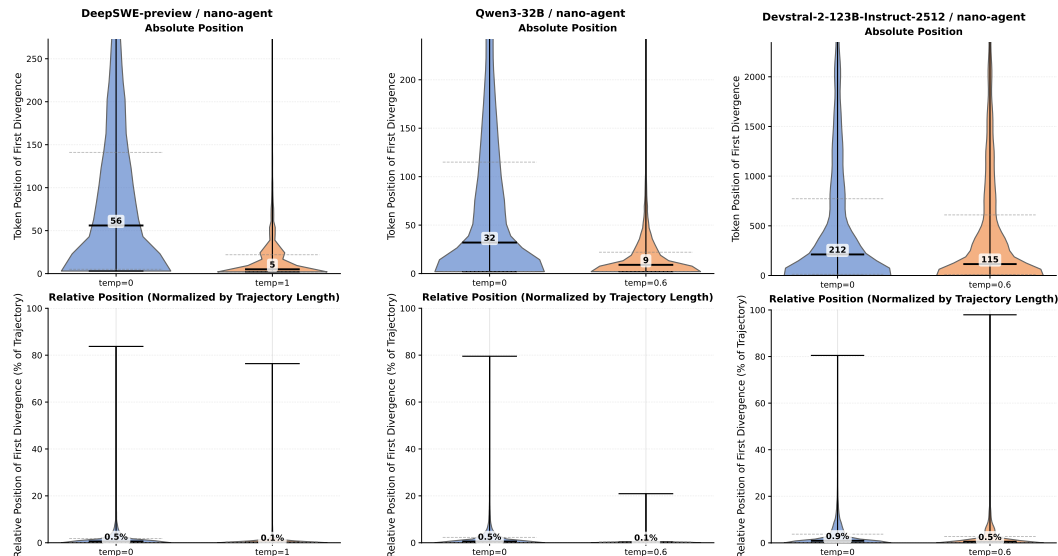 DeepSWE-preview / nano-agent
Absolute Position
Token Position of First Divergence
250
200
150
100
50
0
56
5
temp=0
temp=1
Qwen3-32B / nano-agent
Absolute Position
Token Position of First Divergence
200
150
100
50
0
32
9
temp=0
temp=0.6
Devstral-2-123B-Instruct-2512 / nano-agent
Absolute Position
Token Position of First Divergence
2000
1500
1000
500
0
212
115
temp=0
temp=0.6
Relative Position (Normalized by Trajectory Length)
Relative Position of First Divergence (% of Trajectory)
100
80
60
40
20
0
0.5%
0.1%
temp=0
temp=1
Relative Position (Normalized by Trajectory Length)
Relative Position of First Divergence (% of Trajectory)
100
80
60
40
20
0
0.5%
0.1%
temp=0
temp=0.6
Relative Position (Normalized by Trajectory Length)
Relative Position of First Divergence (% of Trajectory)
100
80
60
40
20
0
0.9%
0.5%
temp=0
temp=0.6